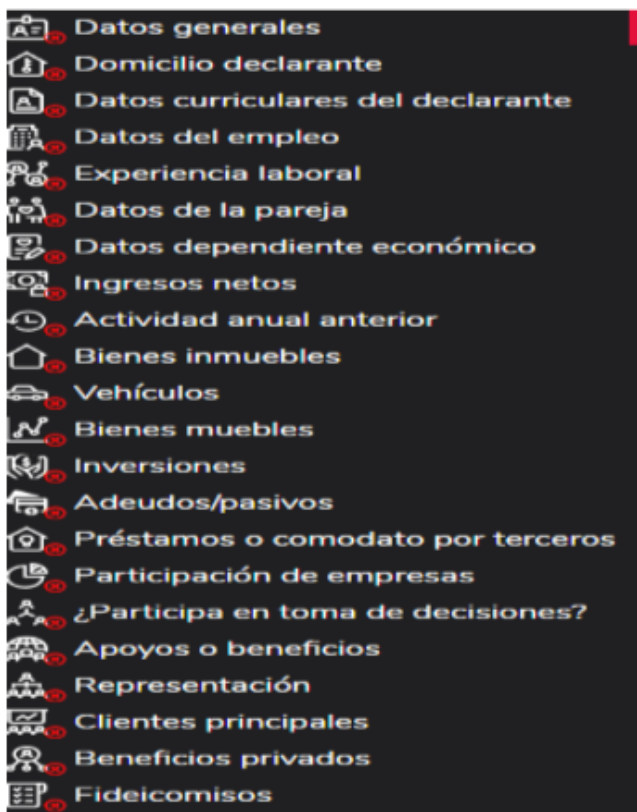 Datos generales
Domicilio declarante
Datos curriculares del declarante
Datos del empleo
Experiencia laboral
Datos de la pareja
Datos dependiente económico
Ingresos netos
Actividad anual anterior
Bienes inmuebles
Vehículos
Bienes muebles
Inversiones
Adeudos/pasivos
Préstamos o comodato por terceros
Participación de empresas
¿Participa en toma de decisiones?
Apoyos o beneficios
Representación
Clientes principales
Beneficios privados
Fideicomisos